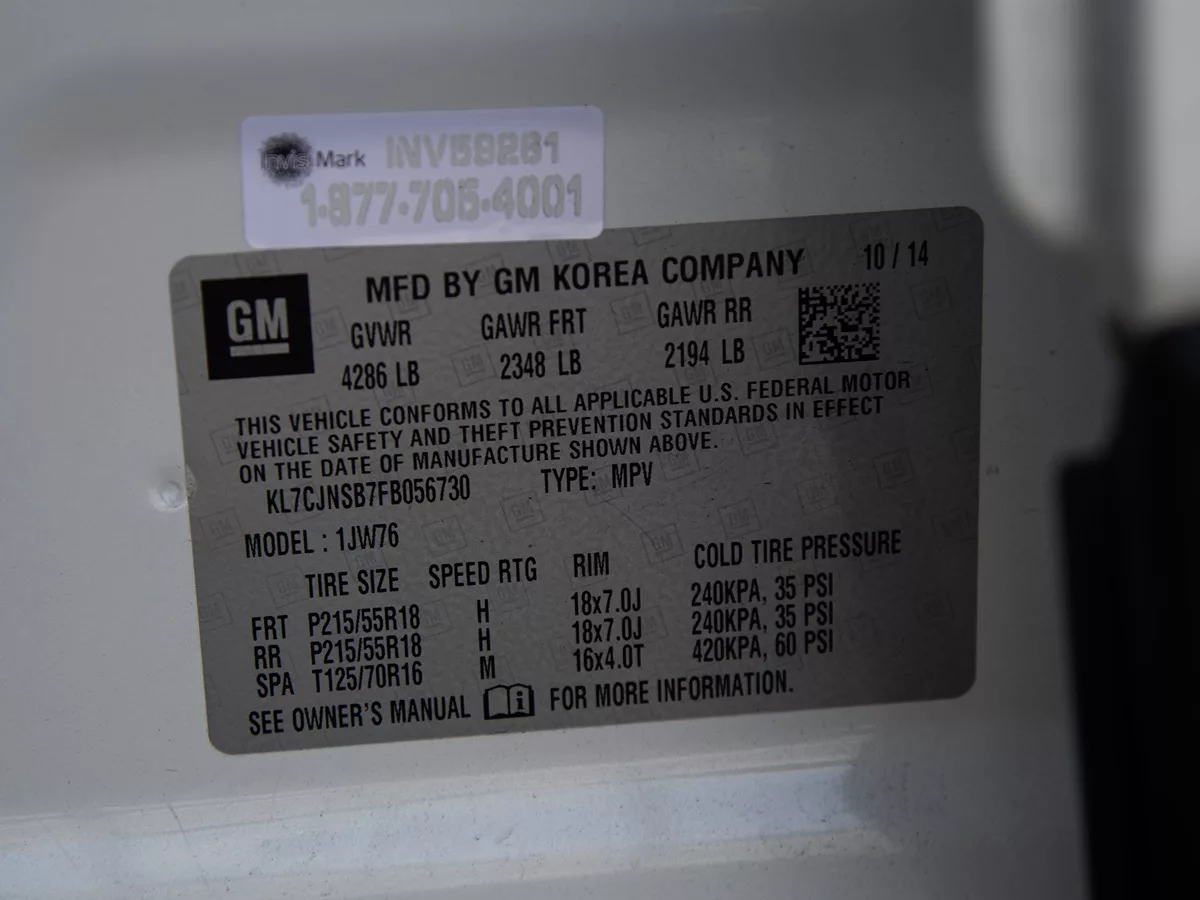 invisiMark INV59261
1-877-706-4001
GM
MFD BY GM KOREA COMPANY 10 / 14
GVWR GAWR FRT GAWR RR
4286 LB 2348 LB 2194 LB
THIS VEHICLE CONFORMS TO ALL APPLICABLE U.S. FEDERAL MOTOR
VEHICLE SAFETY AND THEFT PREVENTION STANDARDS IN EFFECT
ON THE DATE OF MANUFACTURE SHOWN ABOVE.
KL7CJNSB7FB056730 TYPE: MPV
MODEL : 1JW76
TIRE SIZE SPEED RTG RIM COLD TIRE PRESSURE
FRT P215/55R18 H 18x7.0J 240KPA, 35 PSI
RR P215/55R18 H 18x7.0J 240KPA, 35 PSI
SPA T125/70R16 M 16x4.0T 420KPA, 60 PSI
SEE OWNER'S MANUAL FOR MORE INFORMATION.